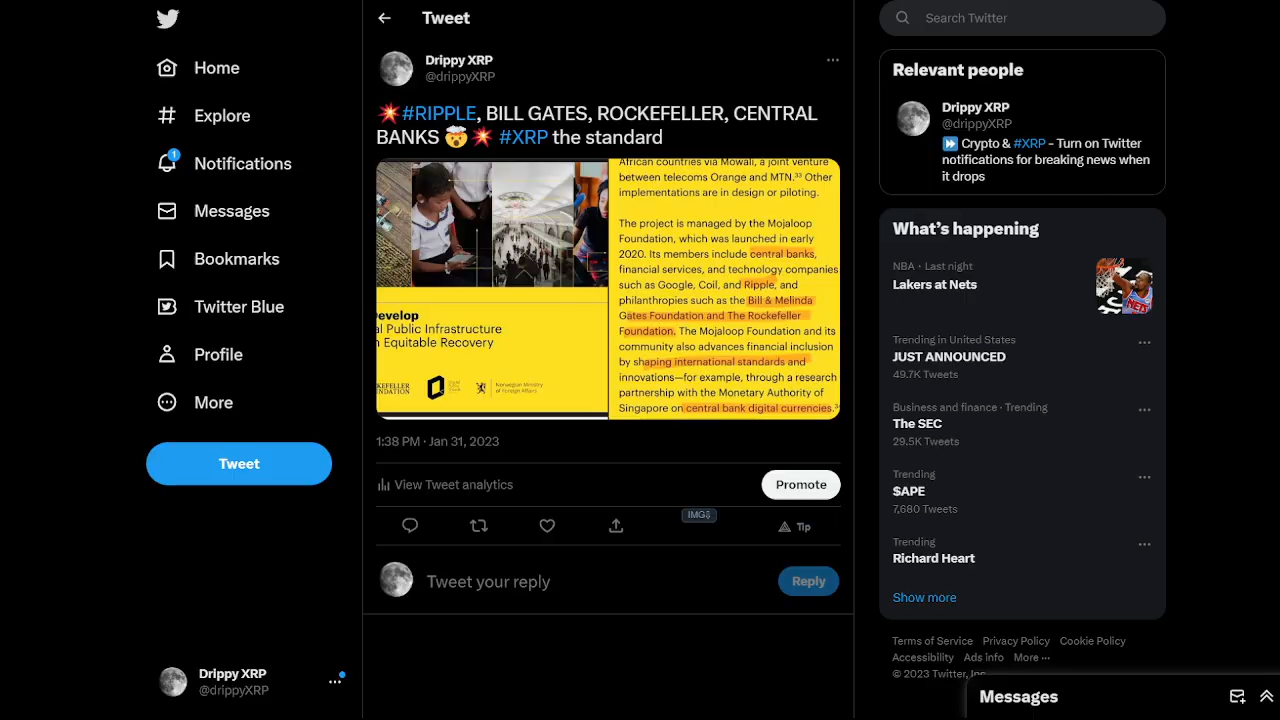 Home
Explore
1
Notifications
Messages
Bookmarks
Twitter Blue
Profile
More
Tweet
Drippy XRP
@drippyXRP
Tweet
Drippy XRP
@drippyXRP
💥#RIPPLE, BILL GATES, ROCKEFELLER, CENTRAL
BANKS 🤯💥 #XRP the standard
evelop
al Public Infrastructure
n Equitable Recovery
KEFELLER
NDATION
Norwegian Ministry
of Foreign Affairs
African countries via Mowali, a joint venture
between telecoms Orange and MTN.³³ Other
implementations are in design or piloting.
The project is managed by the Mojaloop
Foundation, which was launched in early
2020. Its members include central banks,
financial services, and technology companies
such as Google, Coil, and Ripple, and
philanthropies such as the Bill & Melinda
Gates Foundation and The Rockefeller
Foundation. The Mojaloop Foundation and its
community also advances financial inclusion
by shaping international standards and
innovations—for example, through a research
partnership with the Monetary Authority of
Singapore on central bank digital currencies.³
1:38 PM · Jan 31, 2023
View Tweet analytics
Promote
IMG⇩
Tip
Tweet your reply
Reply
Search Twitter
Relevant people
Drippy XRP
@drippyXRP
⏩ Crypto & #XRP - Turn on Twitter
notifications for breaking news when
it drops
What's happening
NBA · Last night
Lakers at Nets
Trending in United States
JUST ANNOUNCED
49.7K Tweets
Business and finance · Trending
The SEC
29.5K Tweets
Trending
$APE
7,680 Tweets
Trending
Richard Heart
Show more
Terms of Service Privacy Policy Cookie Policy
Accessibility Ads info More ···
© 2023 Twitter, Inc.
Messages